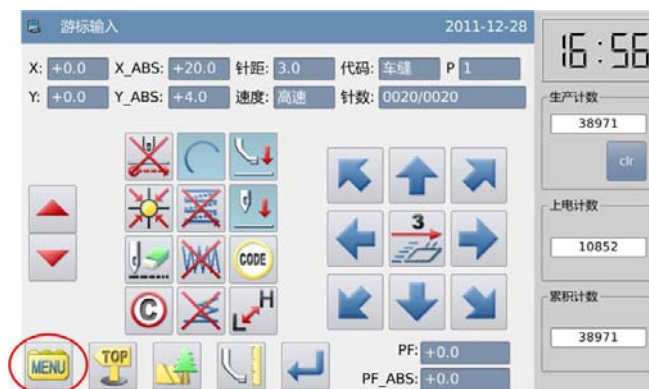 游标输入 2011-12-28
16:56
X: +0.0 X_ABS: +20.0 针距: 3.0 代码: 车缝 P 1
Y: +0.0 Y_ABS: +4.0 速度: 高速 针数: 0020/0020
生产计数
38971
clr
上电计数
10852
累积计数
38971
3
CODE
C
H
L
MENU
TOP
PF: +0.0
PF_ABS: +0.0